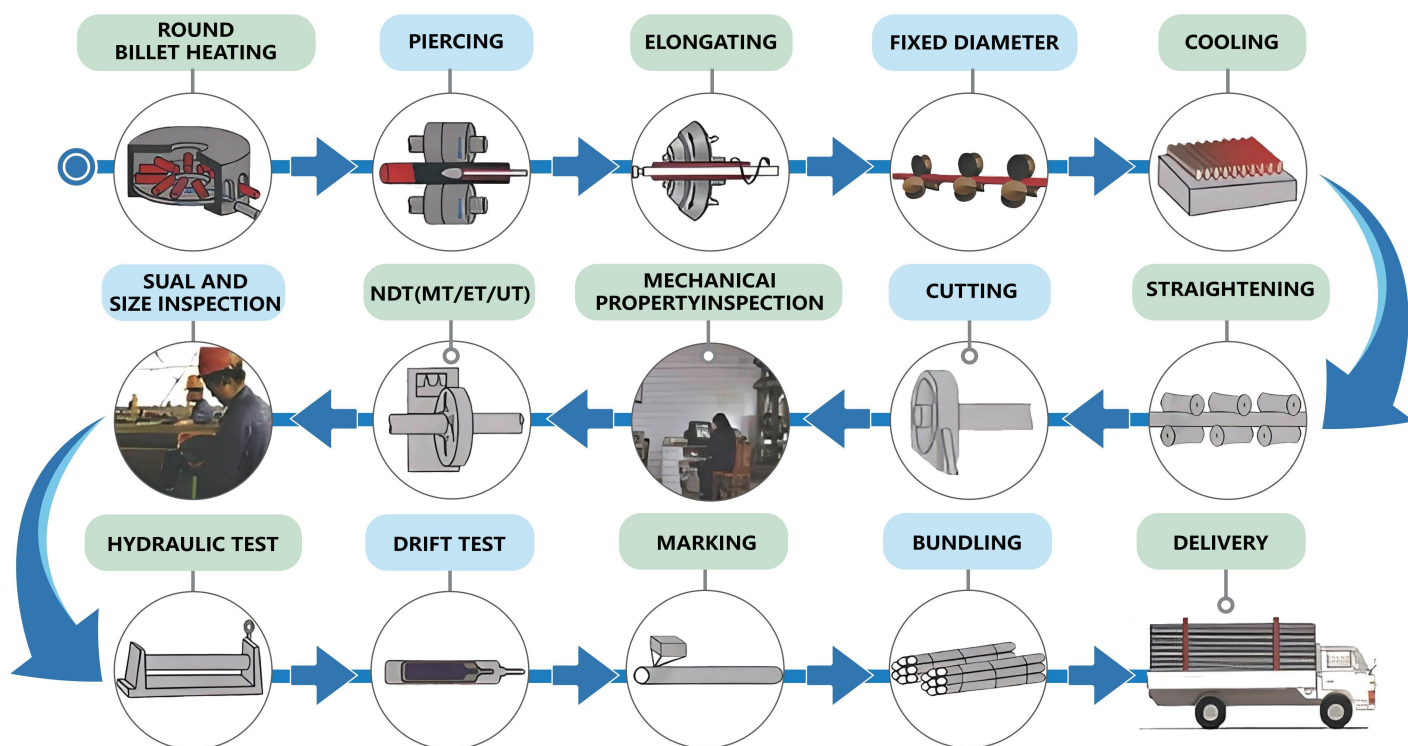 ROUND
BILLET HEATING
PIERCING
ELONGATING
FIXED DIAMETER
COOLING
STRAIGHTENING
CUTTING
MECHANICAI
PROPERTYINSPECTION
NDT(MT/ET/UT)
SUAL AND
SIZE INSPECTION
HYDRAULIC TEST
DRIFT TEST
MARKING
BUNDLING
DELIVERY